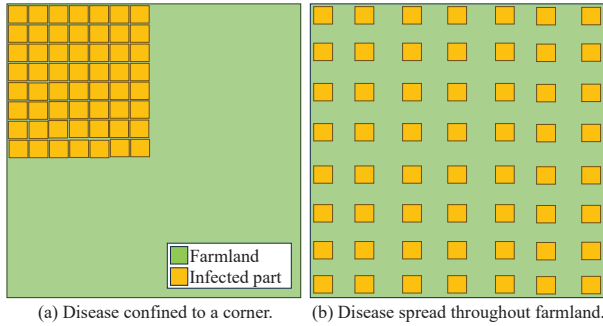 Farmland
Infected part
(a) Disease confined to a corner.
(b) Disease spread throughout farmland.